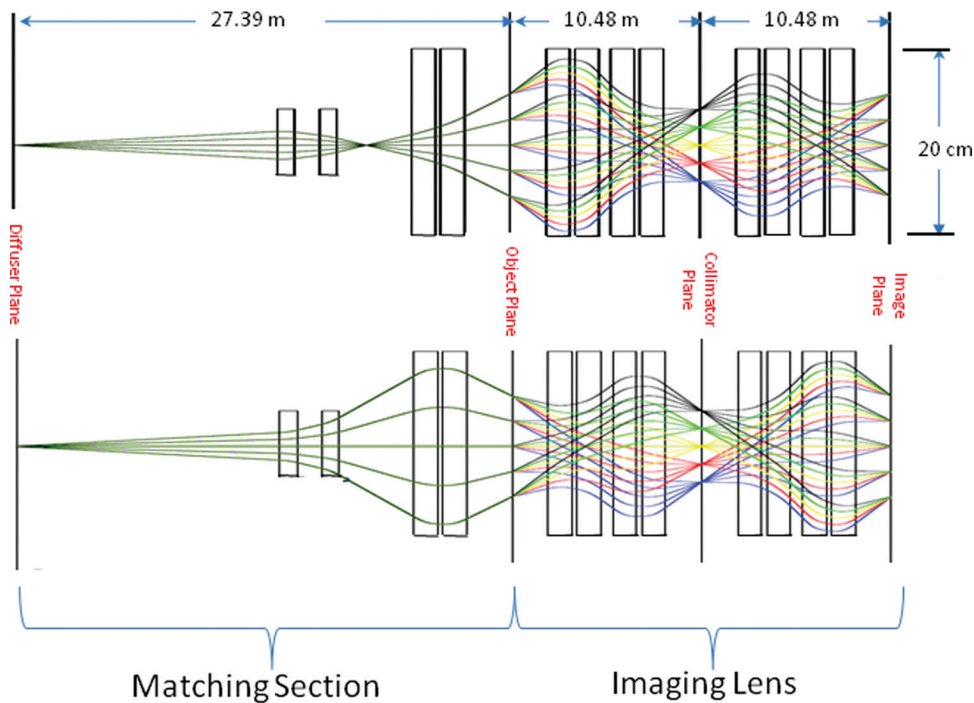 27.39 m
10.48 m
10.48 m
20 cm
Diffuser Plane
Object Plane
Collimator
Plane
Image
Plane
Matching Section
Imaging Lens